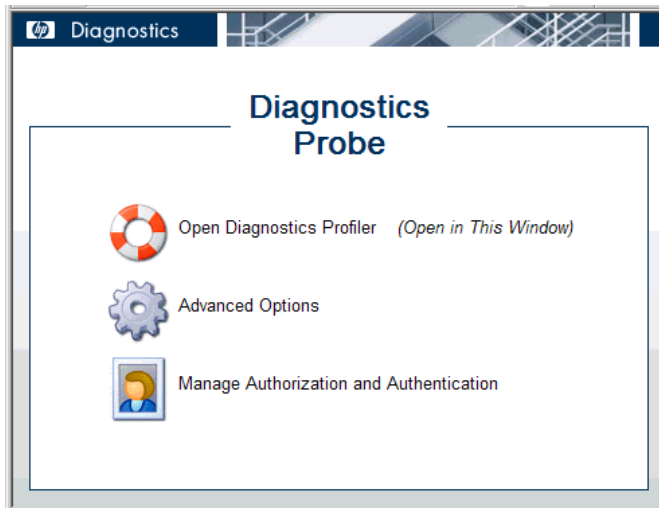 hp Diagnostics
Diagnostics
Probe
Open Diagnostics Profiler (Open in This Window)
Advanced Options
Manage Authorization and Authentication